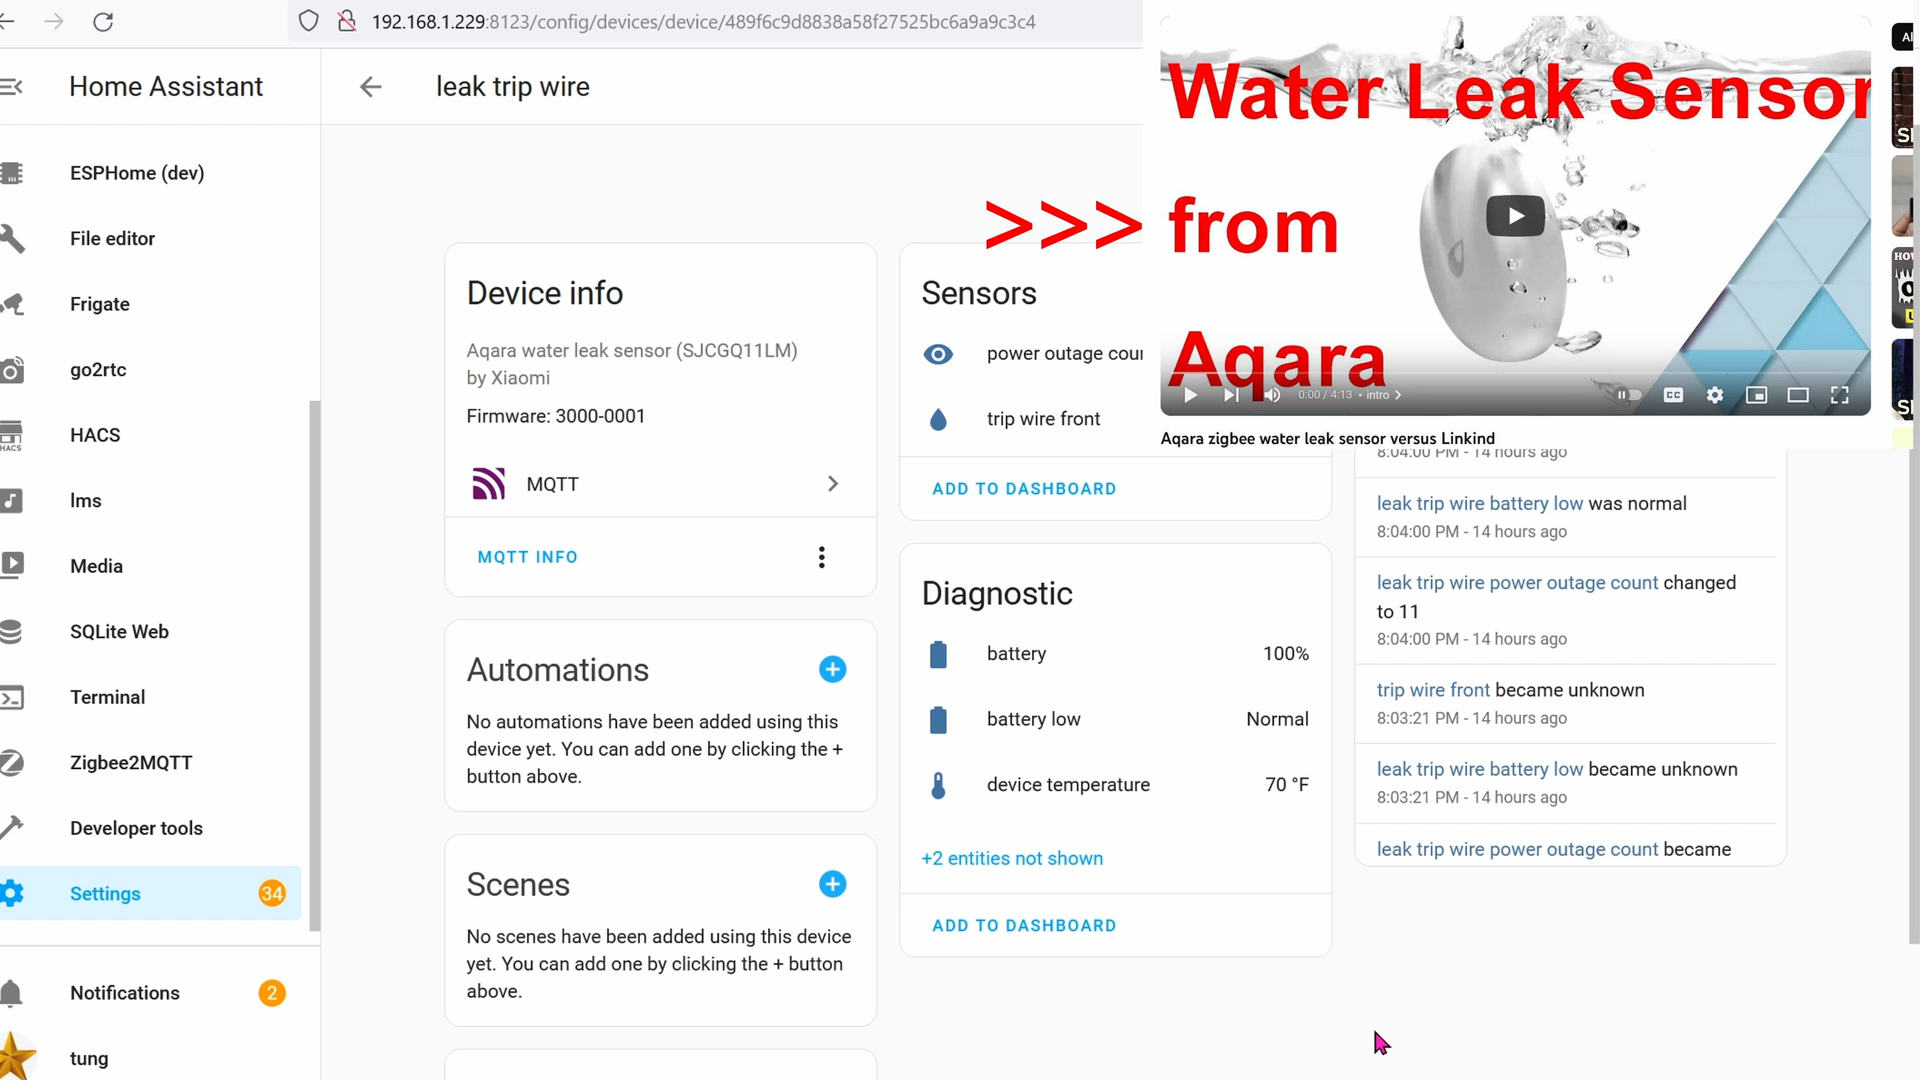 192.168.1.229:8123/config/devices/device/489f6c9d8838a58f27525bc6a9a9c3c4
Home Assistant
ESPHome (dev)
File editor
Frigate
go2rtc
HACS
HACS
lms
Media
SQLite Web
Terminal
Zigbee2MQTT
Developer tools
Settings
34
Notifications
2
tung
leak trip wire
Device info
Aqara water leak sensor (SJCGQ11LM)
by Xiaomi
Firmware: 3000-0001
MQTT
MQTT INFO
Automations
No automations have been added using this
device yet. You can add one by clicking the +
button above.
Scenes
No scenes have been added using this device
yet. You can add one by clicking the + button
above.
Sensors
power outage cou
trip wire front
ADD TO DASHBOARD
Diagnostic
battery 100%
battery low Normal
device temperature 70 °F
+2 entities not shown
ADD TO DASHBOARD
Water Leak Sensor
>>> from
Aqara
0:00 / 4:13 • intro >
CC
Aqara zigbee water leak sensor versus Linkind
8:04:00 PM - 14 hours ago
leak trip wire battery low was normal
8:04:00 PM - 14 hours ago
leak trip wire power outage count changed
to 11
8:04:00 PM - 14 hours ago
trip wire front became unknown
8:03:21 PM - 14 hours ago
leak trip wire battery low became unknown
8:03:21 PM - 14 hours ago
leak trip wire power outage count became